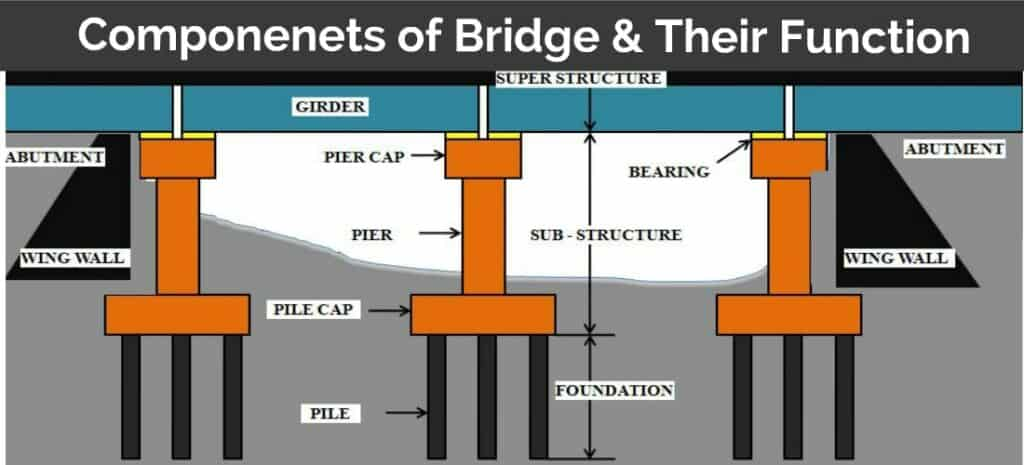 Componenets of Bridge & Their Function
SUPER STRUCTURE
GIRDER
ABUTMENT
PIER CAP
BEARING
ABUTMENT
PIER
SUB - STRUCTURE
WING WALL
WING WALL
PILE CAP
FOUNDATION
PILE